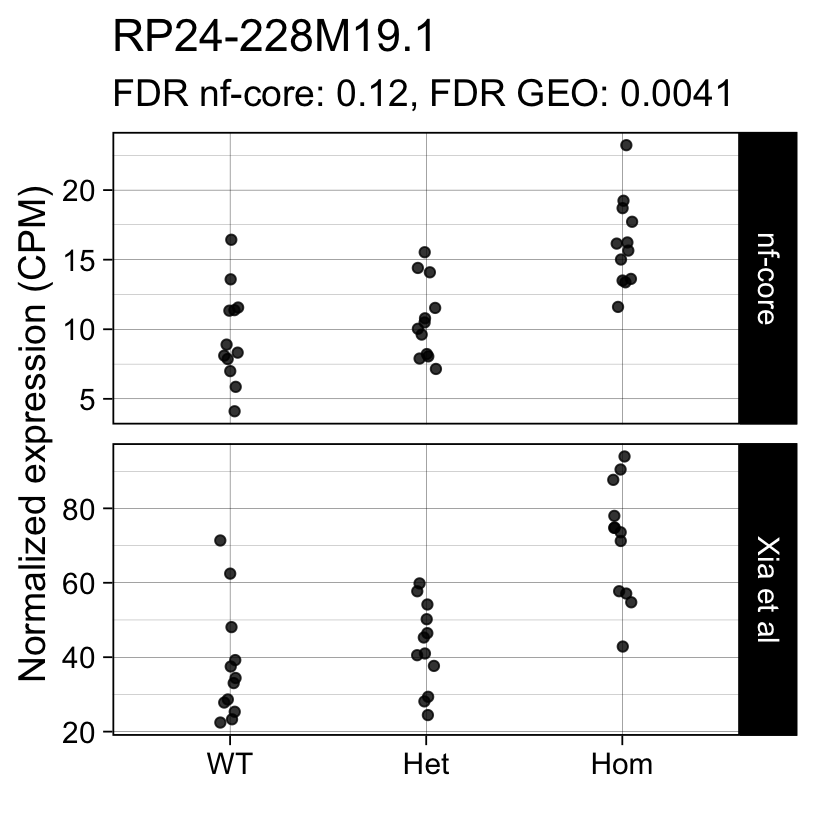 RP24-228M19.1
FDR nf-core: 0.12, FDR GEO: 0.0041
Normalized expression (CPM)
20
15
10
5
nf-core
80
60
40
20
Xia et al
WT Het Hom